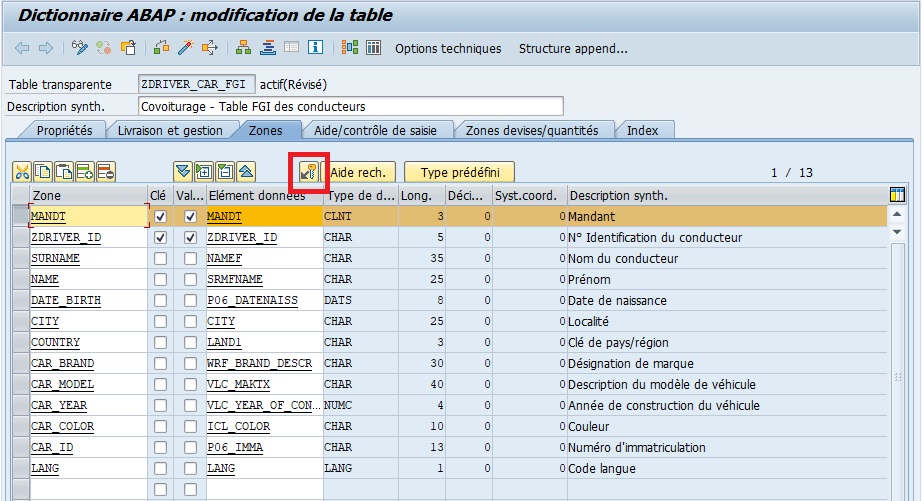 Dictionnaire ABAP : modification de la table
Options techniques Structure append...
Table transparente ZDRIVER_CAR_FGI actif(Révisé)
Description synth. Covoiturage - Table FGI des conducteurs
Propriétés Livraison et gestion Zones Aide/contrôle de saisie Zones devises/quantités Index
Aide rech. Type prédéfini 1 / 13
Zone Clé Val... Elément données Type de d... Long. Déci... Syst.coord. Description synth.
MANDT MANDT CLNT 3 0 0 Mandant
ZDRIVER_ID ZDRIVER_ID CHAR 5 0 0 N° Identification du conducteur
SURNAME NAMEF CHAR 35 0 0 Nom du conducteur
NAME SRMFNAME CHAR 25 0 0 Prénom
DATE_BIRTH P06_DATENAISS DATS 8 0 0 Date de naissance
CITY CITY CHAR 25 0 0 Localité
COUNTRY LAND1 CHAR 3 0 0 Clé de pays/région
CAR_BRAND WRF_BRAND_DESCR CHAR 30 0 0 Désignation de marque
CAR_MODEL VLC_MAKTX CHAR 40 0 0 Description du modèle de véhicule
CAR_YEAR VLC_YEAR_OF_CON... NUMC 4 0 0 Année de construction du véhicule
CAR_COLOR ICL_COLOR CHAR 10 0 0 Couleur
CAR_ID P06_IMMA CHAR 13 0 0 Numéro d'immatriculation
LANG LANG LANG 1 0 0 Code langue